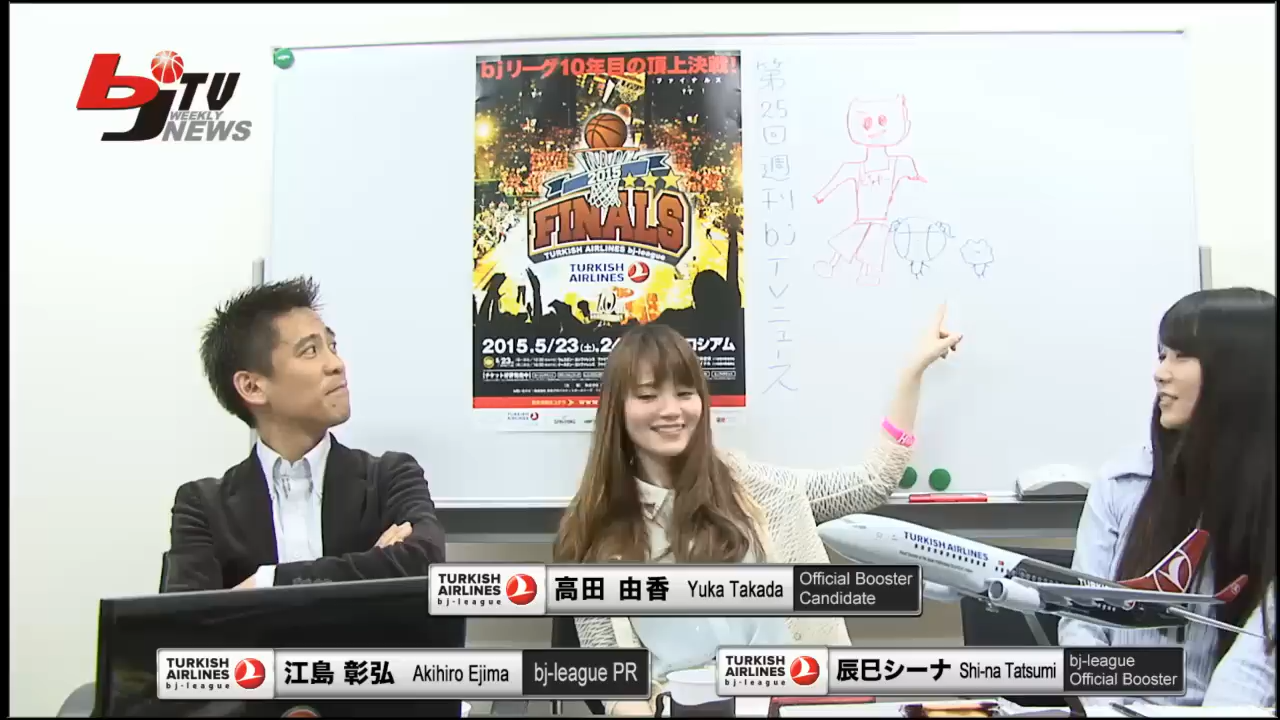 bj TV
WEEKLY
NEWS
bjリーグ10年目の頂上決戦!
ファイナルズ
2015
FINALS
TURKISH AIRLINES bj-league
TURKISH
AIRLINES
10
2015.5/23(土).24
ロシアム
第25回週刊bjTVニュース
TURKISH AIRLINES
TURKISH
AIRLINES
bj-league
高田 由香 Yuka Takada
Official Booster
Candidate
TURKISH
AIRLINES
bj-league
江島 彰弘 Akihiro Ejima
bj-league PR
TURKISH
AIRLINES
bj-league
辰巳シーナ Shi-na Tatsumi
bj-league
Official Booster